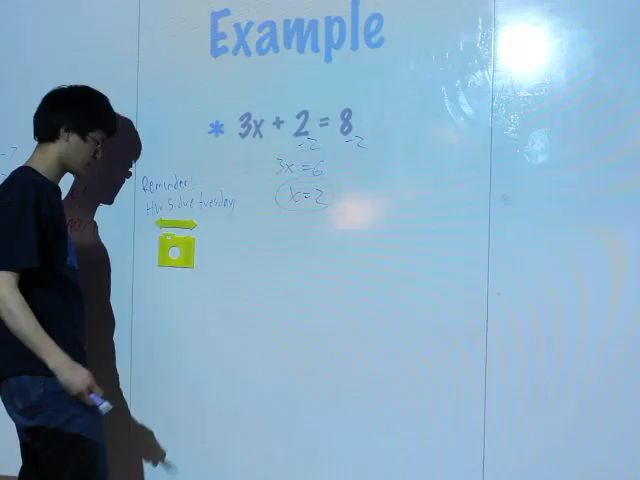 Example
* 3x + 2 = 8
-2 -2
3x = 6
x = 2
Reminder!
HW 5 due tuesday